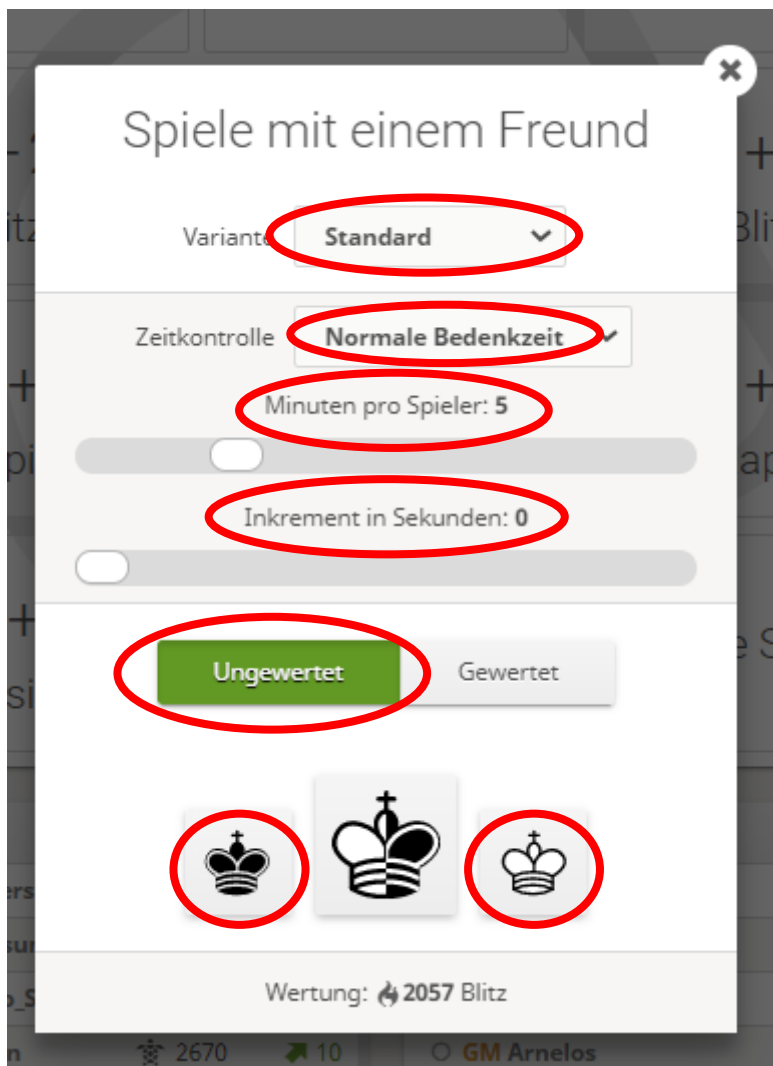 Spiele mit einem Freund
Variante Standard
Zeitkontrolle Normale Bedenkzeit
Minuten pro Spieler: 5
Inkrement in Sekunden: 0
Ungewertet Gewertet
Wertung: 2057 Blitz
2670 10 GM Arnelos